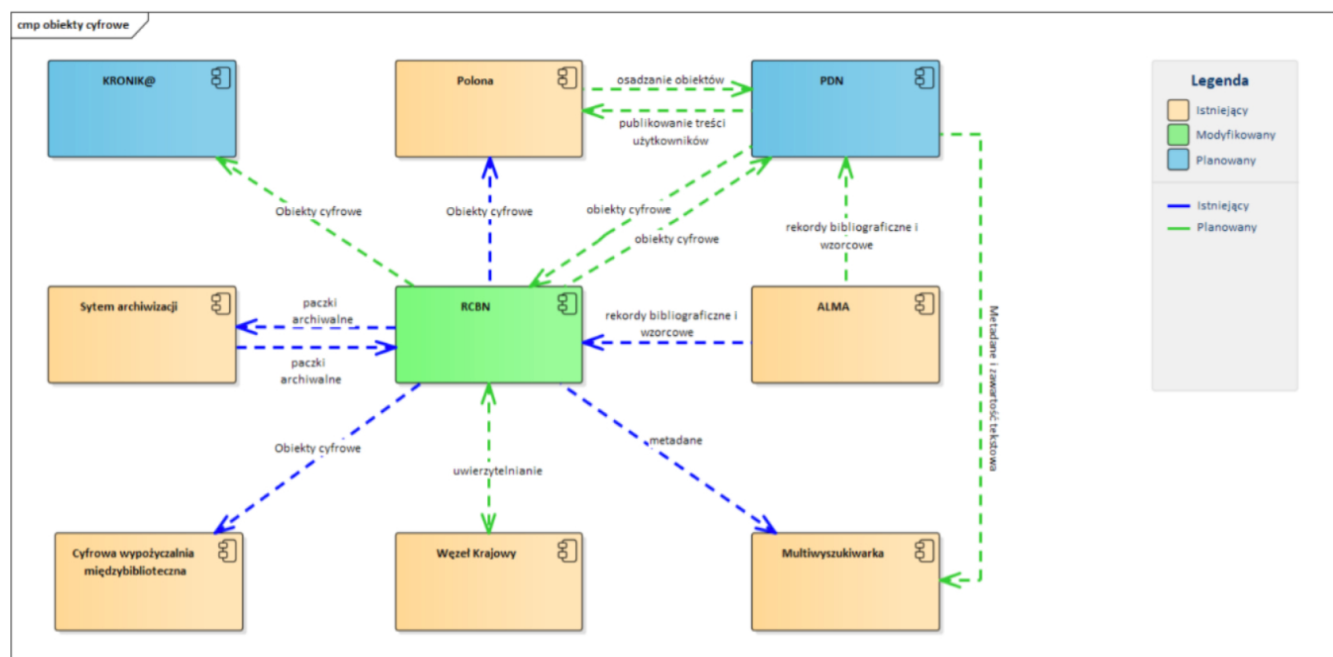 cmp obiekty cyfrowe
KRONIK@
Polona
osadzanie obiektów
publikowanie treści
użytkowników
PDN
Legenda
Istniejący
Modyfikowany
Planowany
Istniejący
Planowany
Obiekty cyfrowe
Obiekty cyfrowe
obiekty cyfrowe
obiekty cyfrowe
rekordy bibliograficzne i
wzorcowe
Sytem archiwizacji
paczki
archiwalne
paczki
archiwalne
RCBN
rekordy bibliograficzne i
wzorcowe
ALMA
Metadane i zawartość tekstowa
Obiekty cyfrowe
uwierzytelnianie
metadane
Cyfrowa wypożyczalnia
międzybiblioteczna
Węzeł Krajowy
Multiwyszukiwarka